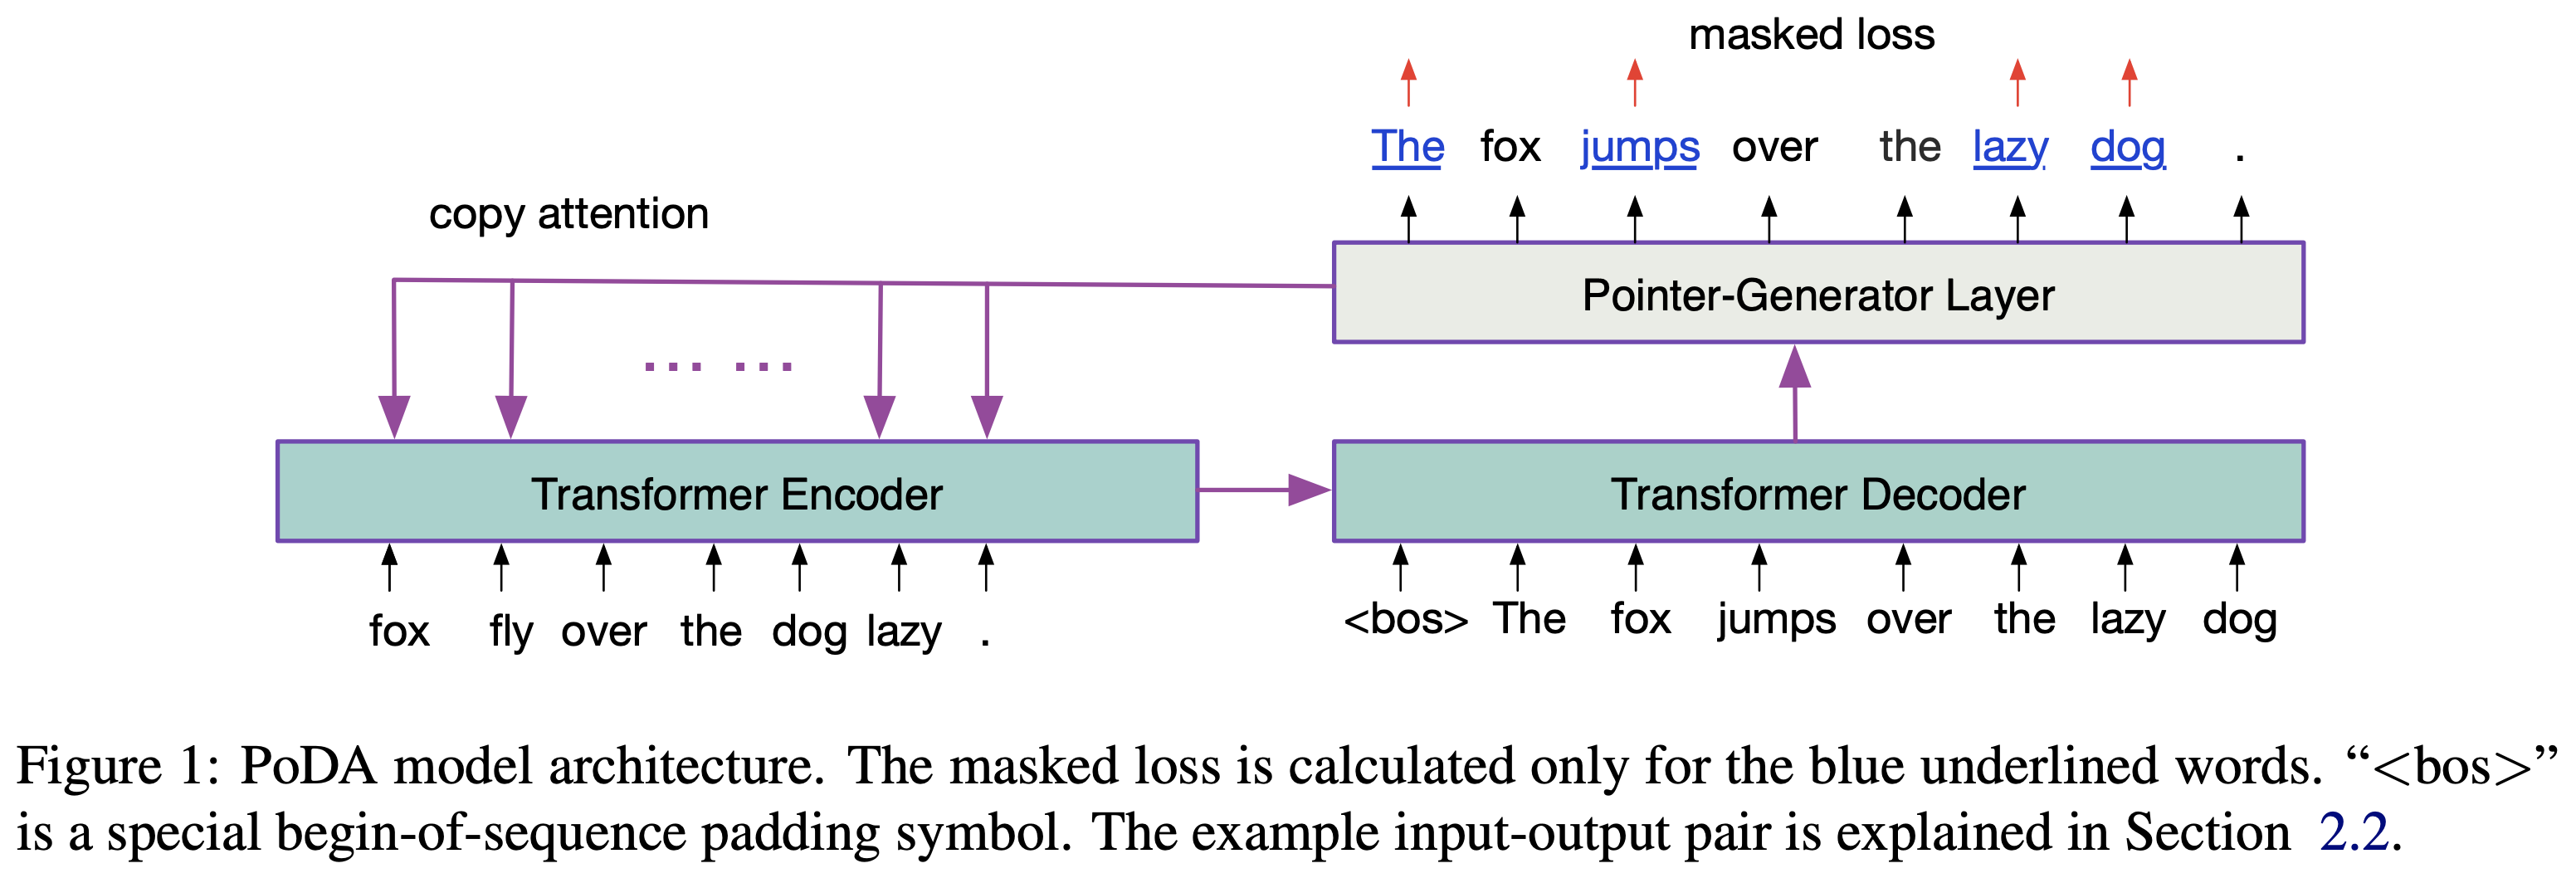 masked loss
The fox jumps over the lazy dog .
copy attention
Pointer-Generator Layer
... ...
Transformer Encoder
Transformer Decoder
fox fly over the dog lazy .
<bos> The fox jumps over the lazy dog
Figure 1: PoDA model architecture. The masked loss is calculated only for the blue underlined words. “<bos>”
is a special begin-of-sequence padding symbol. The example input-output pair is explained in Section 2.2.